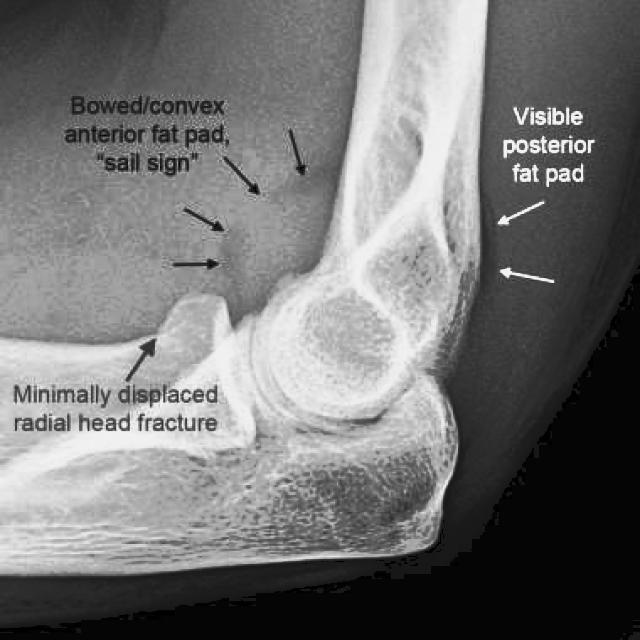 Bowed/convex
anterior fat pad,
“sail sign”
Visible
posterior
fat pad
Minimally displaced
radial head fracture